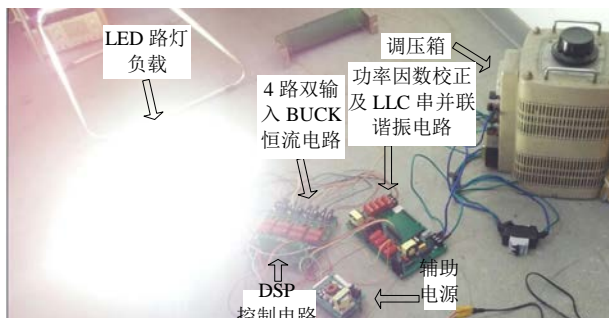 LED 路灯
负载
4 路双输
入 BUCK
恒流电路
功率因数校正
及 LLC 串并联
谐振电路
调压箱
DSP
控制电路
辅助
电源